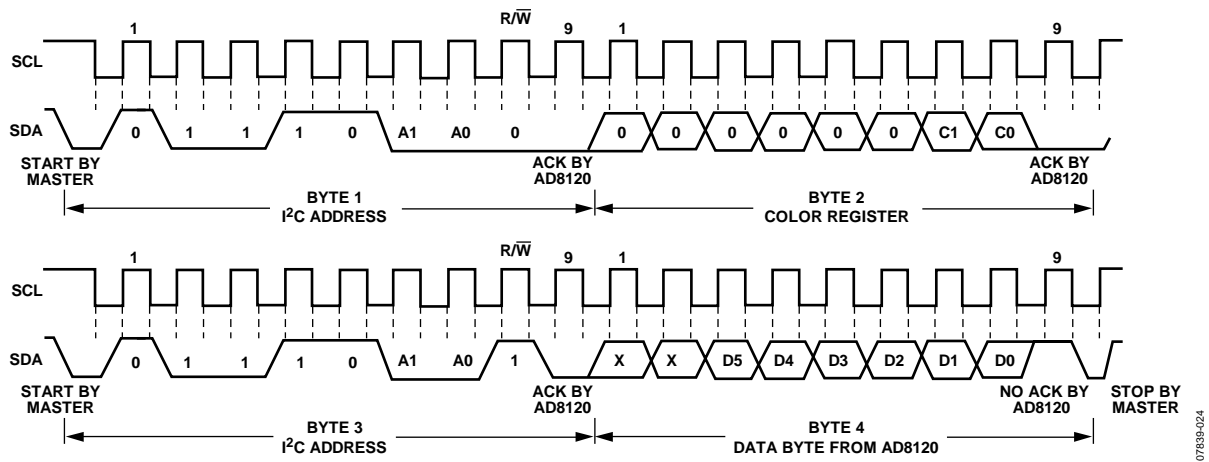 R/W
1 9 1 9
SCL
SDA 0 1 1 1 0 A1 A0 0 0 0 0 0 0 0 C1 C0
START BY
MASTER
ACK BY
AD8120
ACK BY
AD8120
BYTE 1
I²C ADDRESS
BYTE 2
COLOR REGISTER
R/W
1 9 1 9
SCL
SDA 0 1 1 1 0 A1 A0 1 X X D5 D4 D3 D2 D1 D0
START BY
MASTER
ACK BY
AD8120
NO ACK BY
AD8120
STOP BY
MASTER
BYTE 3
I²C ADDRESS
BYTE 4
DATA BYTE FROM AD8120
07839-024